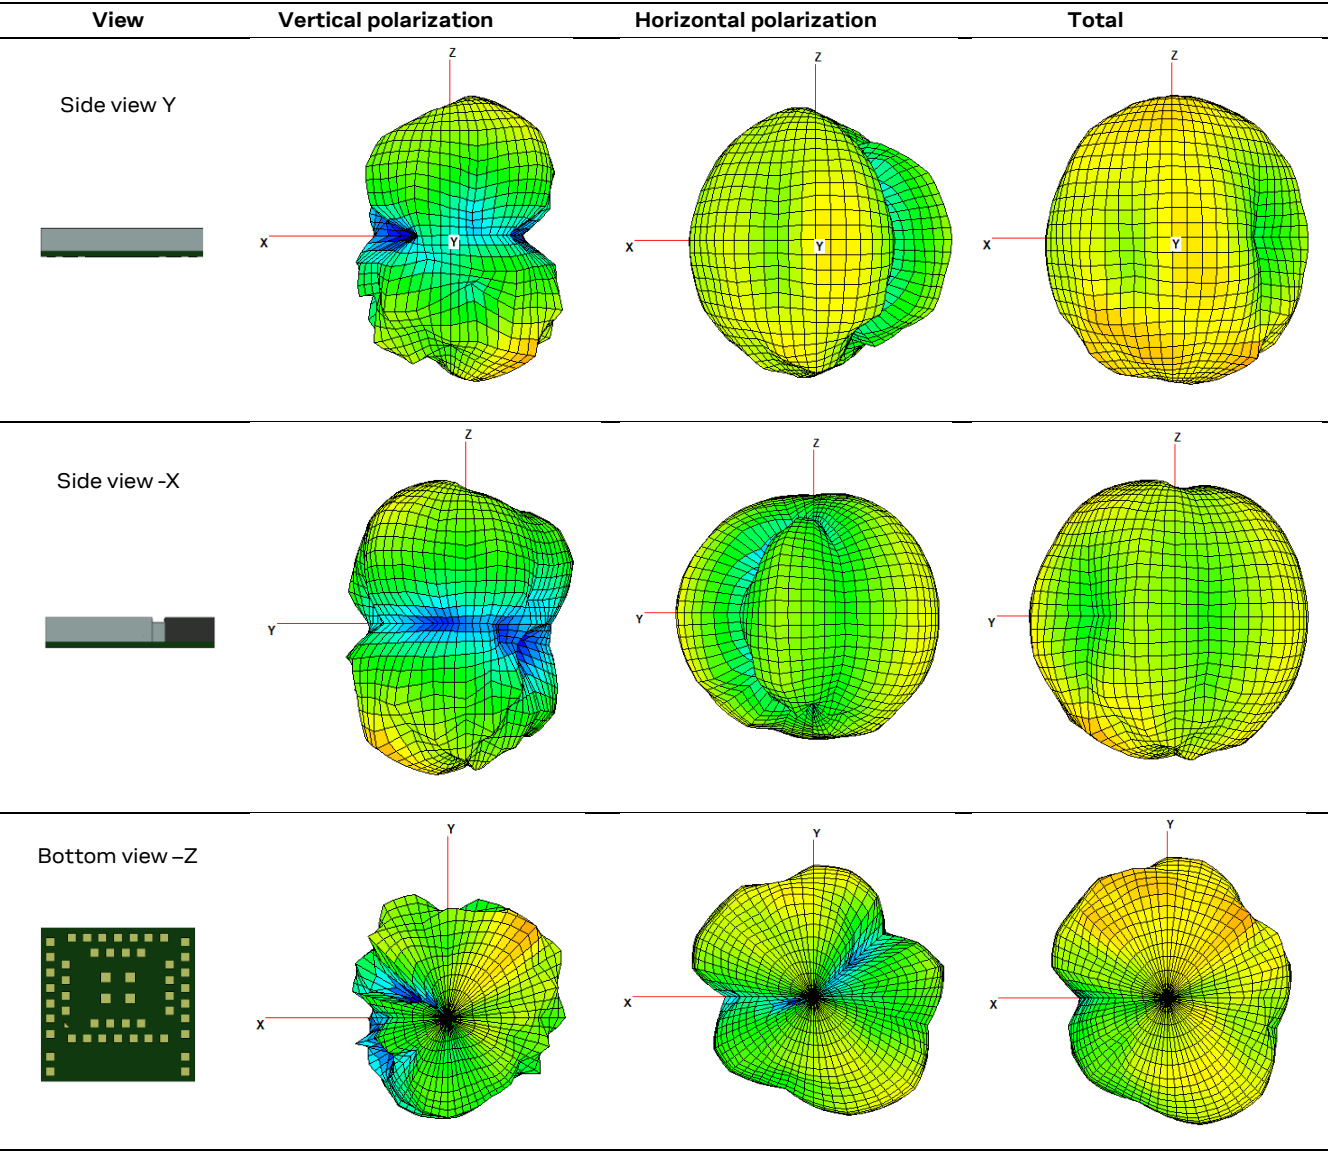 View Vertical polarization Horizontal polarization Total
Side view Y
Z
X
Y
Z
X
Y
Z
X
Y
Side view -X
Z
Y
Z
Y
Z
Y
Bottom view –Z
Y
X
Y
X
Y
X